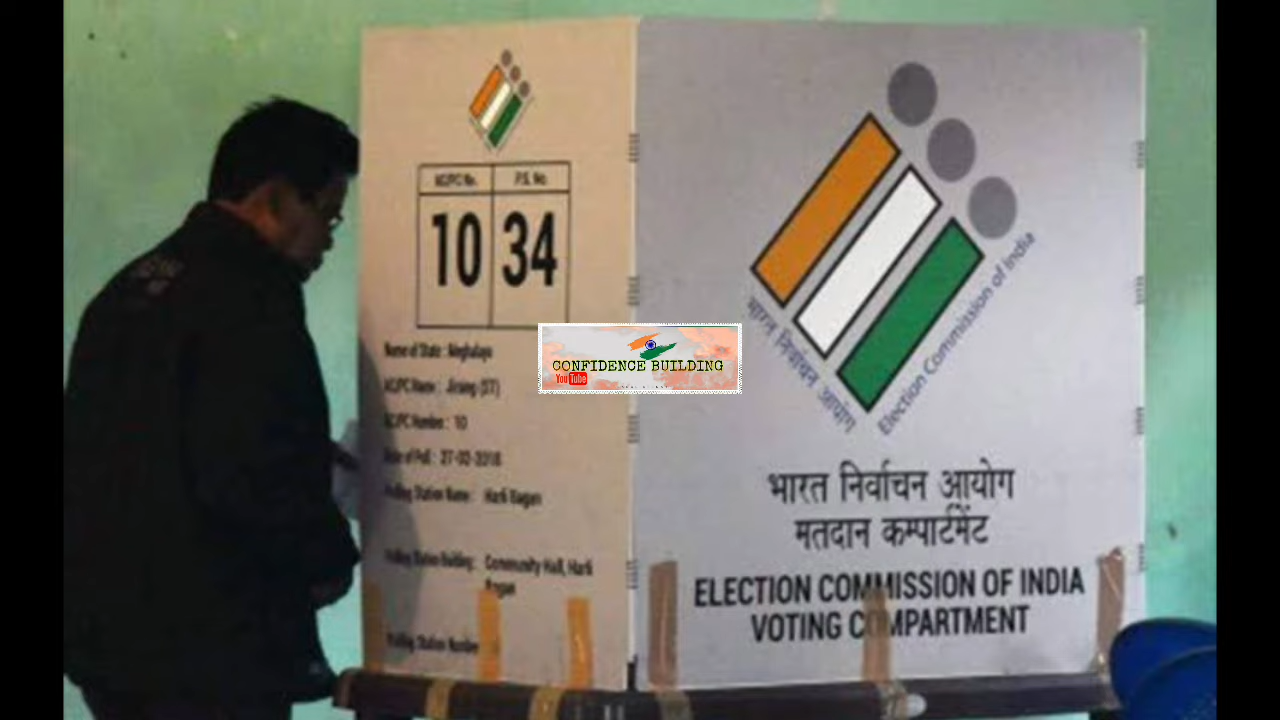 AC/PC No. P.S. No.
10 34
Name of State : Meghalaya
AC/PC Name : Jirang (ST)
AC/PC Number : 10
Date of Poll : 27-02-2018
Polling Station Name : Harli Bagan
Polling Station Building : Community Hall, Harli
Bagan
Polling Station Number
CONFIDENCE BUILDING
YouTube
भारत निर्वाचन आयोग
Election Commission of India
भारत निर्वाचन आयोग
मतदान कम्पार्टमेंट
ELECTION COMMISSION OF INDIA
VOTING COMPARTMENT